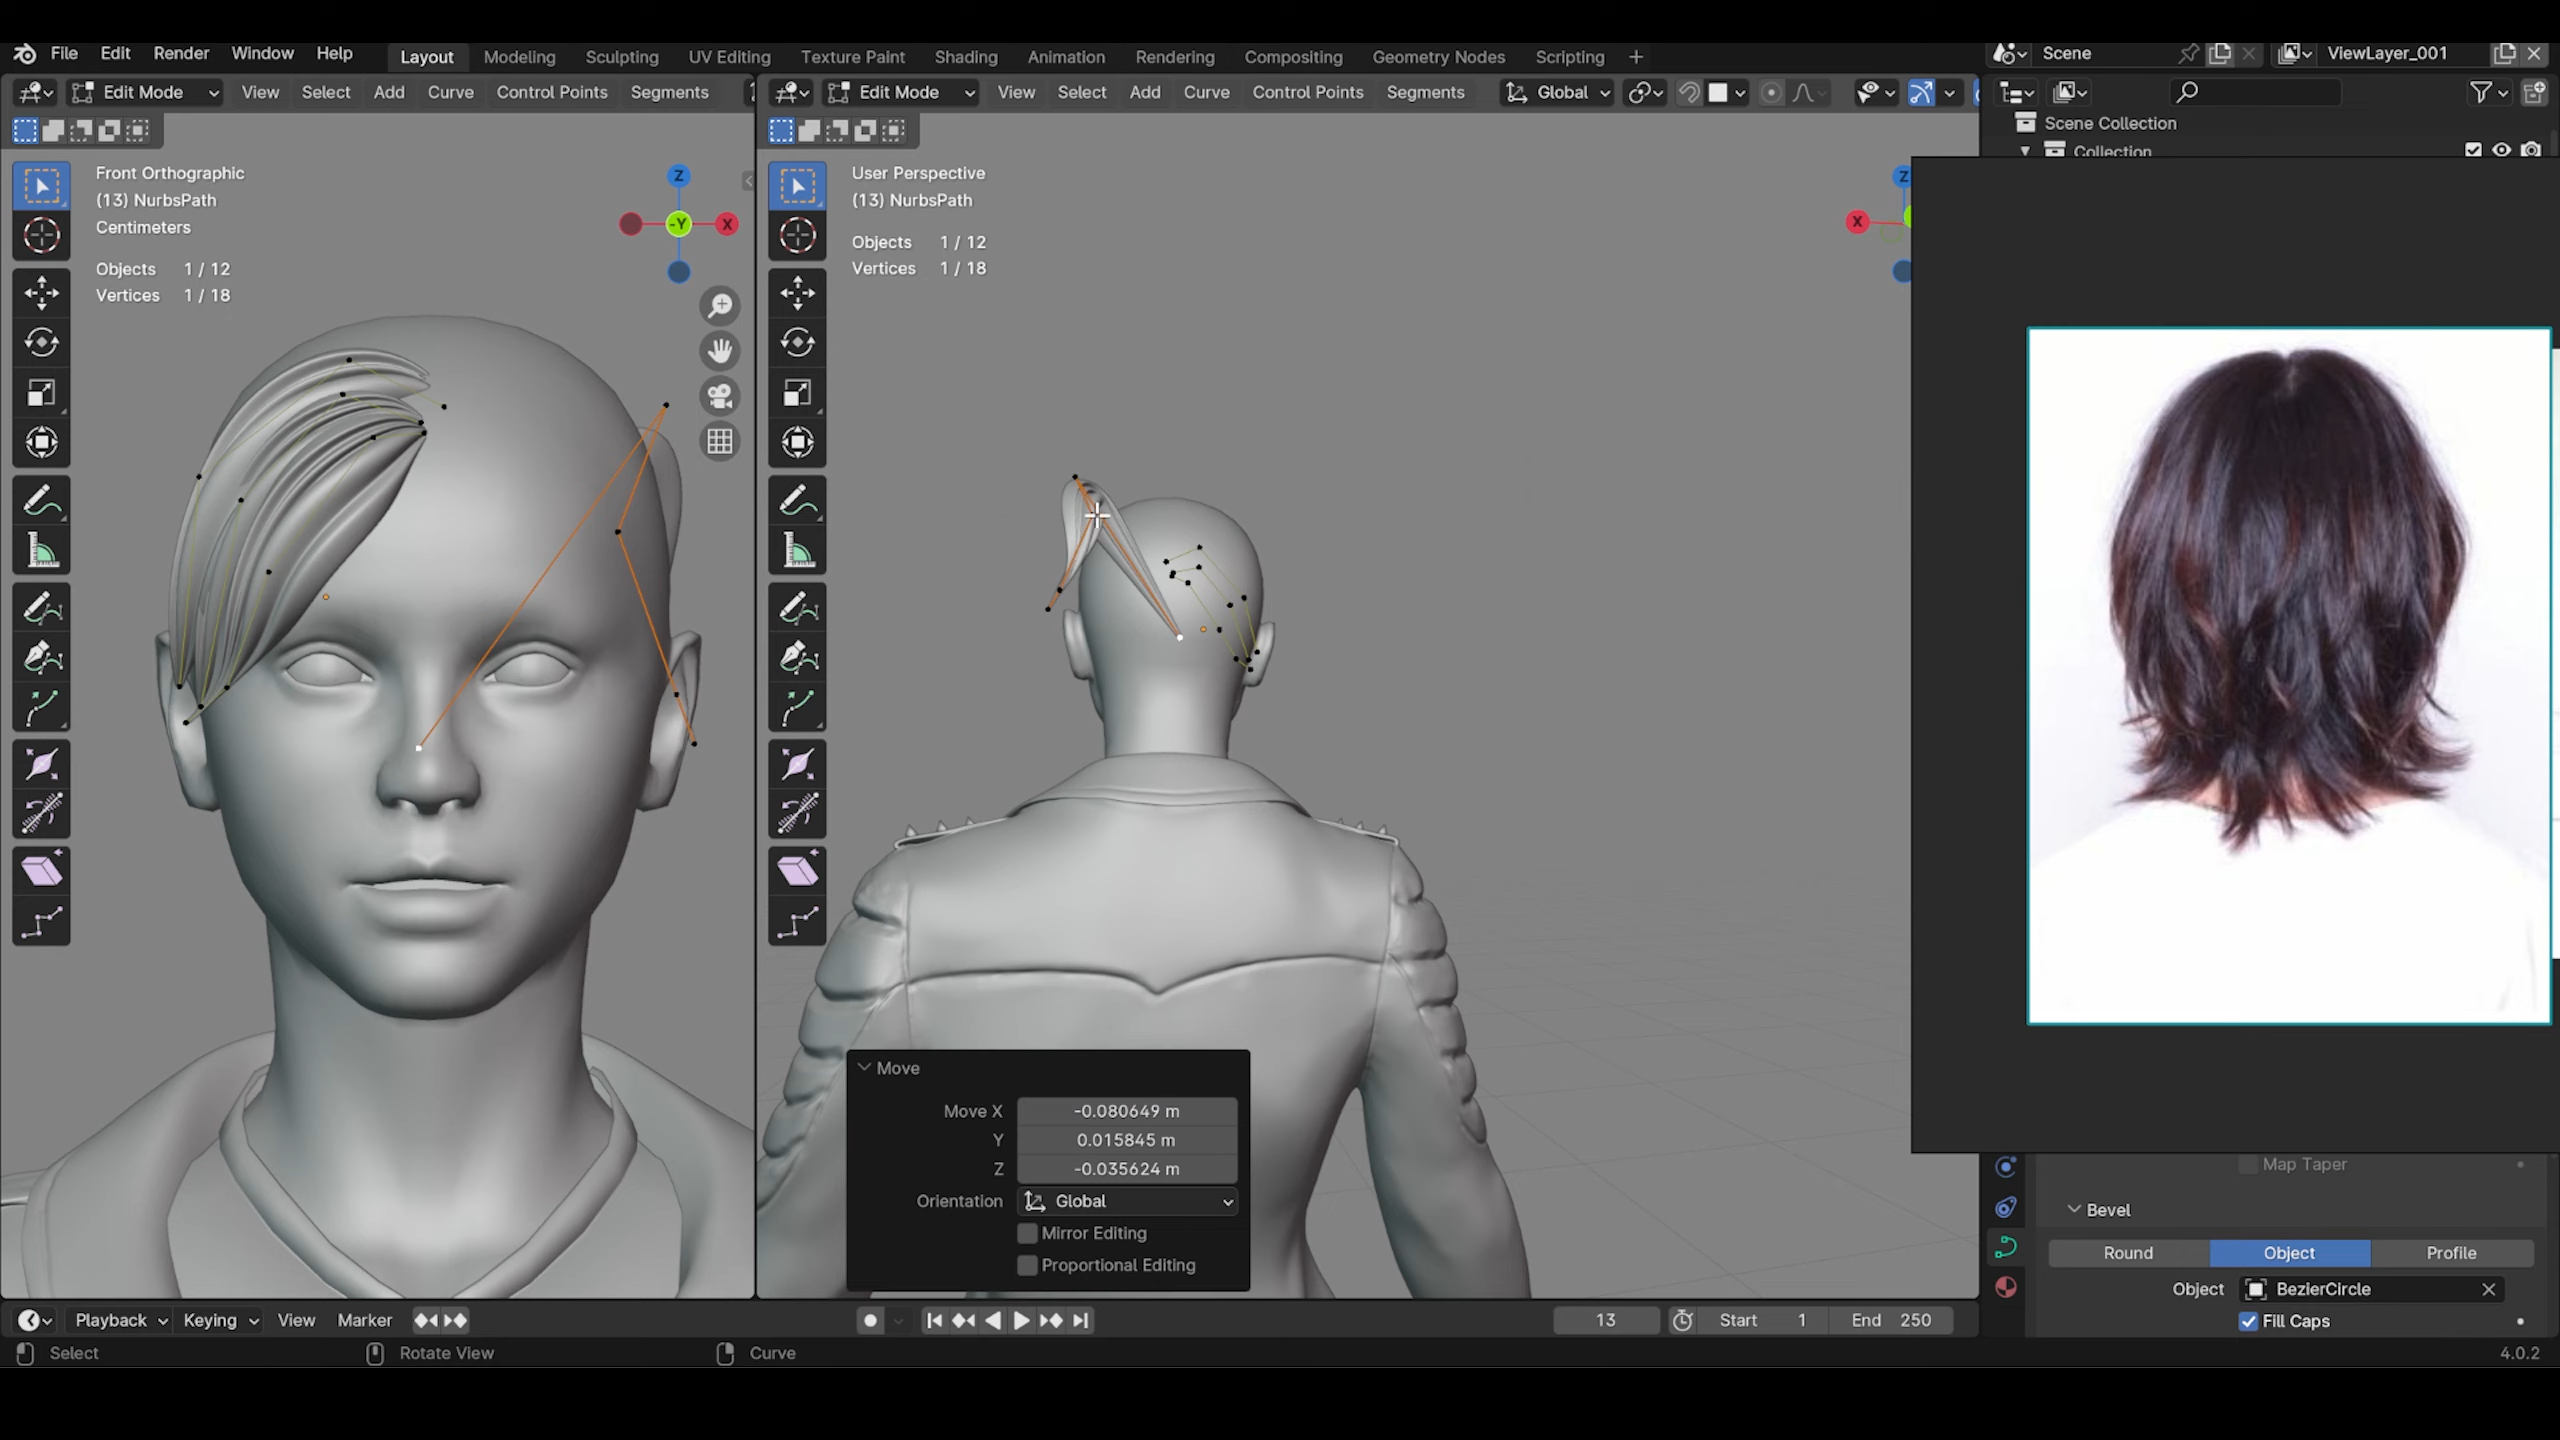 File Edit Render Window Help Layout Modeling Sculpting UV Editing Texture Paint Shading Animation Rendering Compositing Geometry Nodes Scripting + Scene ViewLayer_001
Edit Mode View Select Add Curve Control Points Segments
Edit Mode View Select Add Curve Control Points Segments Global
Scene Collection
Collection
Front Orthographic
(13) NurbsPath
Centimeters
Objects 1 / 12
Vertices 1 / 18
Z
-Y
X
User Perspective
(13) NurbsPath
Objects 1 / 12
Vertices 1 / 18
Z
X
Move
Move X -0.080649 m
Y 0.015845 m
Z -0.035624 m
Orientation Global
Mirror Editing
Proportional Editing
Map Taper
Bevel
Round Object Profile
Object BezierCircle
Fill Caps
Playback Keying View Marker 13 Start 1 End 250
Select Rotate View Curve 4.0.2